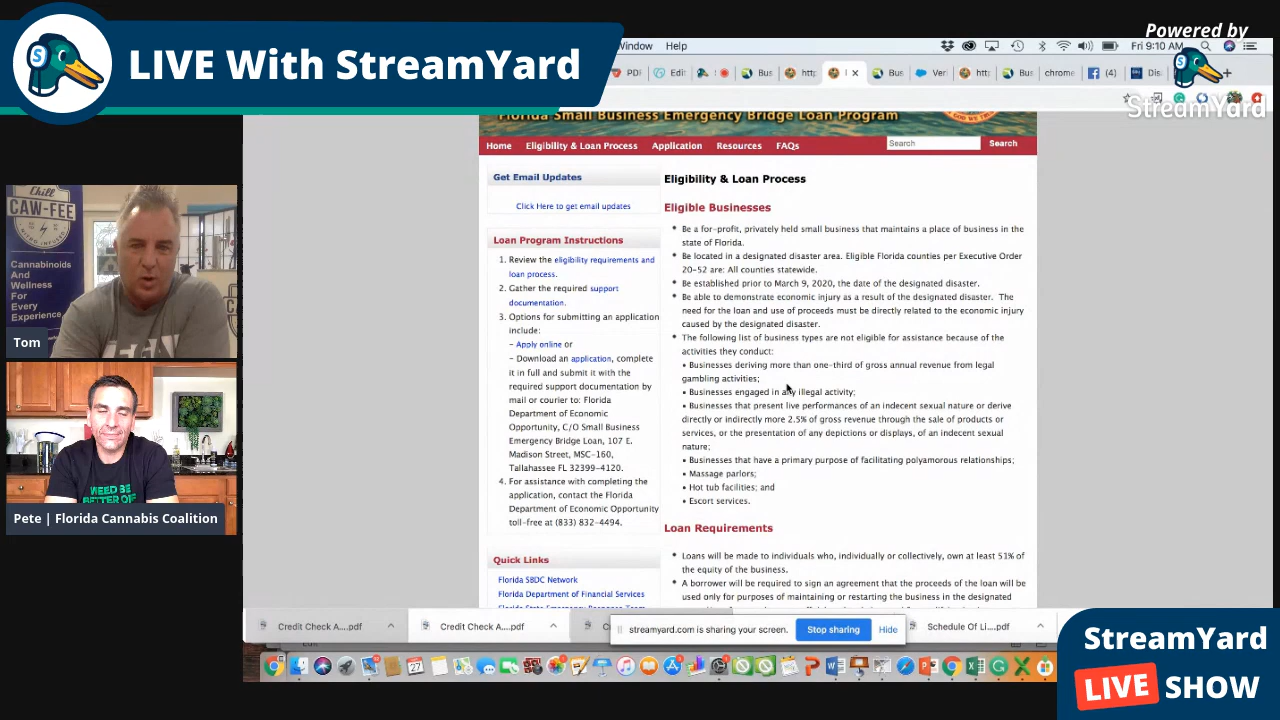 LIVE With StreamYard
Powered by
StreamYard
Window Help
Fri 9:10 AM
PDF
Edit
Bus
http
Bus
Veri
http
Bus
chrome
(4)
Dis
Florida Small Business Emergency Bridge Loan Program
Home Eligibility & Loan Process Application Resources FAQs
Search
Search
Get Email Updates
Click Here to get email updates
Loan Program Instructions
1. Review the eligibility requirements and
loan process.
2. Gather the required support
documentation.
3. Options for submitting an application
include:
- Apply online or
- Download an application, complete
it in full and submit it with the
required support documentation by
mail or courier to: Florida
Department of Economic
Opportunity, C/O Small Business
Emergency Bridge Loan, 107 E.
Madison Street, MSC-160,
Tallahassee FL 32399-4120.
4. For assistance with completing the
application, contact the Florida
Department of Economic Opportunity
toll-free at (833) 832-4494.
Quick Links
Florida SBDC Network
Florida Department of Financial Services
Florida State Emergency Response Team
Eligibility & Loan Process
Eligible Businesses
• Be a for-profit, privately held small business that maintains a place of business in the
state of Florida.
• Be located in a designated disaster area. Eligible Florida counties per Executive Order
20-52 are: All counties statewide.
• Be established prior to March 9, 2020, the date of the designated disaster.
• Be able to demonstrate economic injury as a result of the designated disaster. The
need for the loan and use of proceeds must be directly related to the economic injury
caused by the designated disaster.
• The following list of business types are not eligible for assistance because of the
activities they conduct:
• Businesses deriving more than one-third of gross annual revenue from legal
gambling activities;
• Businesses engaged in any illegal activity;
• Businesses that present live performances of an indecent sexual nature or derive
directly or indirectly more 2.5% of gross revenue through the sale of products or
services, or the presentation of any depictions or displays, of an indecent sexual
nature;
• Businesses that have a primary purpose of facilitating polyamorous relationships;
• Massage parlors;
• Hot tub facilities; and
• Escort services.
Loan Requirements
• Loans will be made to individuals who, individually or collectively, own at least 51% of
the equity of the business.
• A borrower will be required to sign an agreement that the proceeds of the loan will be
used only for purposes of maintaining or restarting the business in the designated
Chill
CAW-FEE
Cannabinoids
And
Wellness
For
Every
Experience.
Tom
WEED BE
BETTER OFF
Pete | Florida Cannabis Coalition
Credit Check A....pdf
Credit Check A....pdf
streamyard.com is sharing your screen.
Stop sharing
Hide
Schedule Of Li....pdf
StreamYard
LIVE SHOW